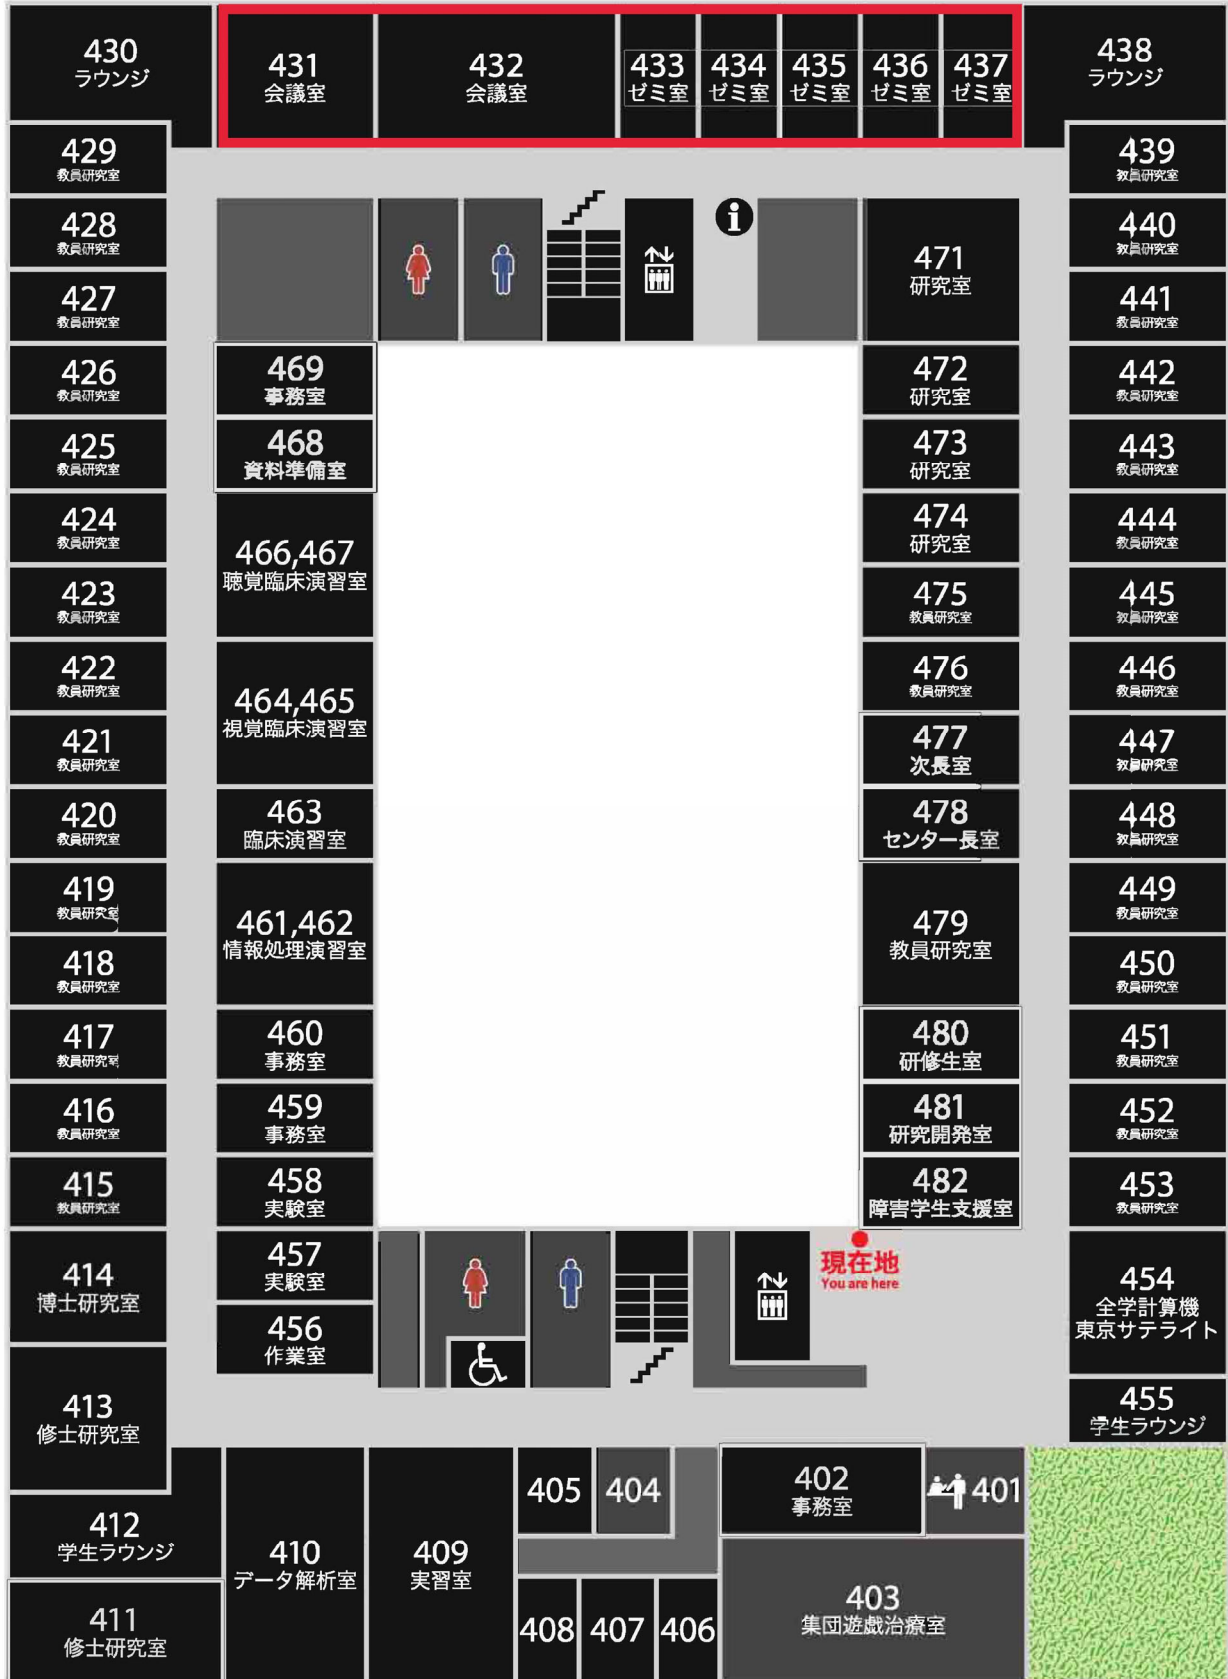 430
ラウンジ
431
会議室
432
会議室
433
ゼミ室
434
ゼミ室
435
ゼミ室
436
ゼミ室
437
ゼミ室
438
ラウンジ
429
教員研究室
439
教員研究室
428
教員研究室
440
教員研究室
471
研究室
427
教員研究室
441
教員研究室
426
教員研究室
469
事務室
472
研究室
442
教員研究室
425
教員研究室
468
資料準備室
473
研究室
443
教員研究室
424
教員研究室
466,467
聴覚臨床演習室
474
研究室
444
教員研究室
423
教員研究室
475
教員研究室
445
教員研究室
422
教員研究室
464,465
視覚臨床演習室
476
教員研究室
446
教員研究室
421
教員研究室
477
次長室
447
教員研究室
420
教員研究室
463
臨床演習室
478
センター長室
448
教員研究室
419
教員研究室
461,462
情報処理演習室
479
教員研究室
449
教員研究室
418
教員研究室
450
教員研究室
417
教員研究室
460
事務室
480
研修生室
451
教員研究室
416
教員研究室
459
事務室
481
研究開発室
452
教員研究室
415
教員研究室
458
実験室
482
障害学生支援室
453
教員研究室
414
博士研究室
457
実験室
現在地
You are here
454
全学計算機
東京サテライト
456
作業室
413
修士研究室
455
学生ラウンジ
412
学生ラウンジ
410
データ解析室
409
実習室
405
404
402
事務室
401
411
修士研究室
408
407
406
403
集団遊戯治療室